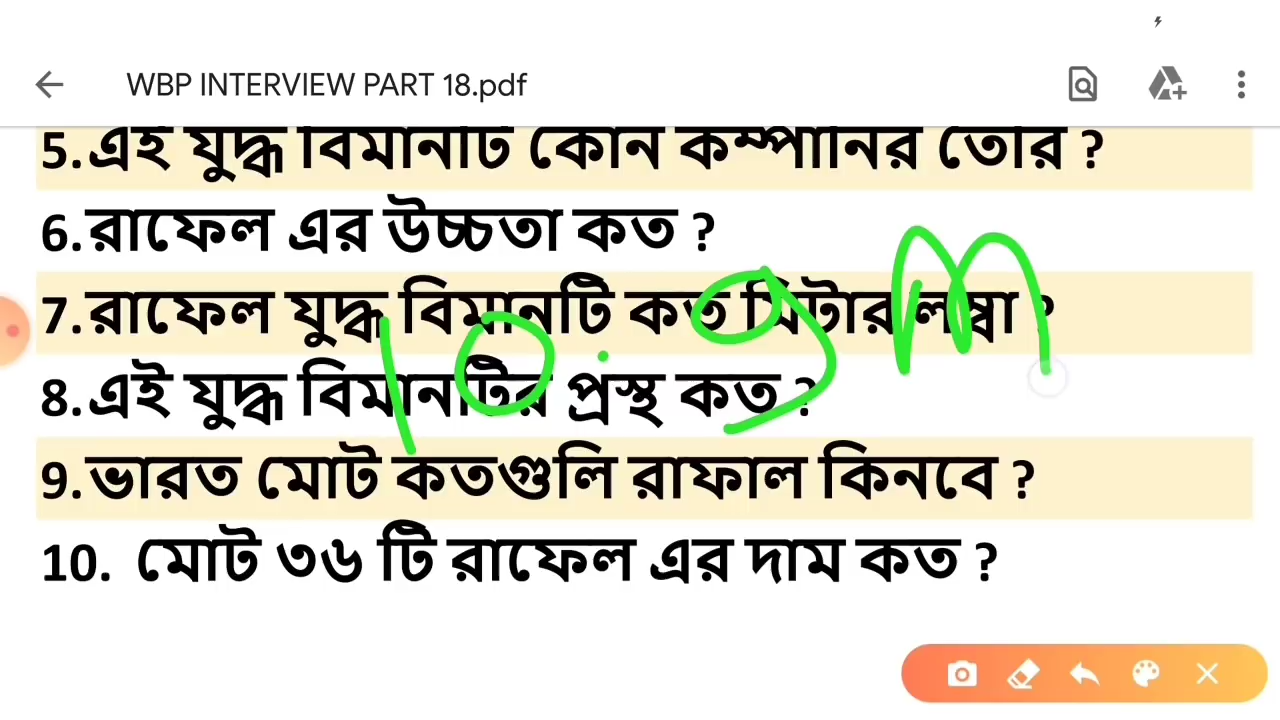 WBP INTERVIEW PART 18.pdf
5.এই যুদ্ধ বিমানটি কোন কম্পানির তৈরি ?
6.রাফেল এর উচ্চতা কত ?
7.রাফেল যুদ্ধ বিমানটি কত মিটার লম্বা ?
10.9m
8.এই যুদ্ধ বিমানটির প্রস্থ কত ?
9.ভারত মোট কতগুলি রাফাল কিনবে ?
10. মোট ৩৬ টি রাফেল এর দাম কত ?